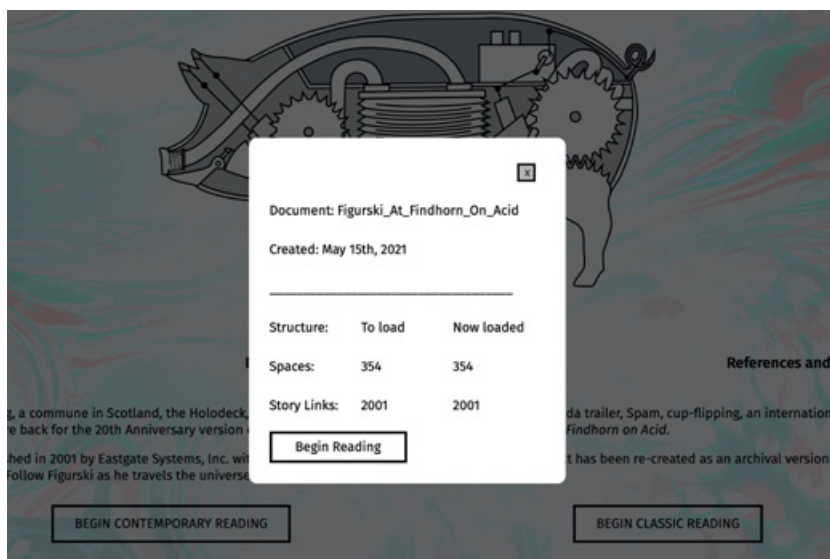 x
Document: Figurski_At_Findhorn_On_Acid
Created: May 15th, 2021
Structure: To load Now loaded
Spaces: 354 354
Story Links: 2001 2001
Begin Reading
References and
, a commune in Scotland, the Holodeck,
re back for the 20th Anniversary version
shed in 2001 by Eastgate Systems, Inc. wit
Follow Figurski as he travels the universe
da trailer, Spam, cup-flipping, an internation
Findhorn on Acid.
t has been re-created as an archival version
BEGIN CONTEMPORARY READING
BEGIN CLASSIC READING